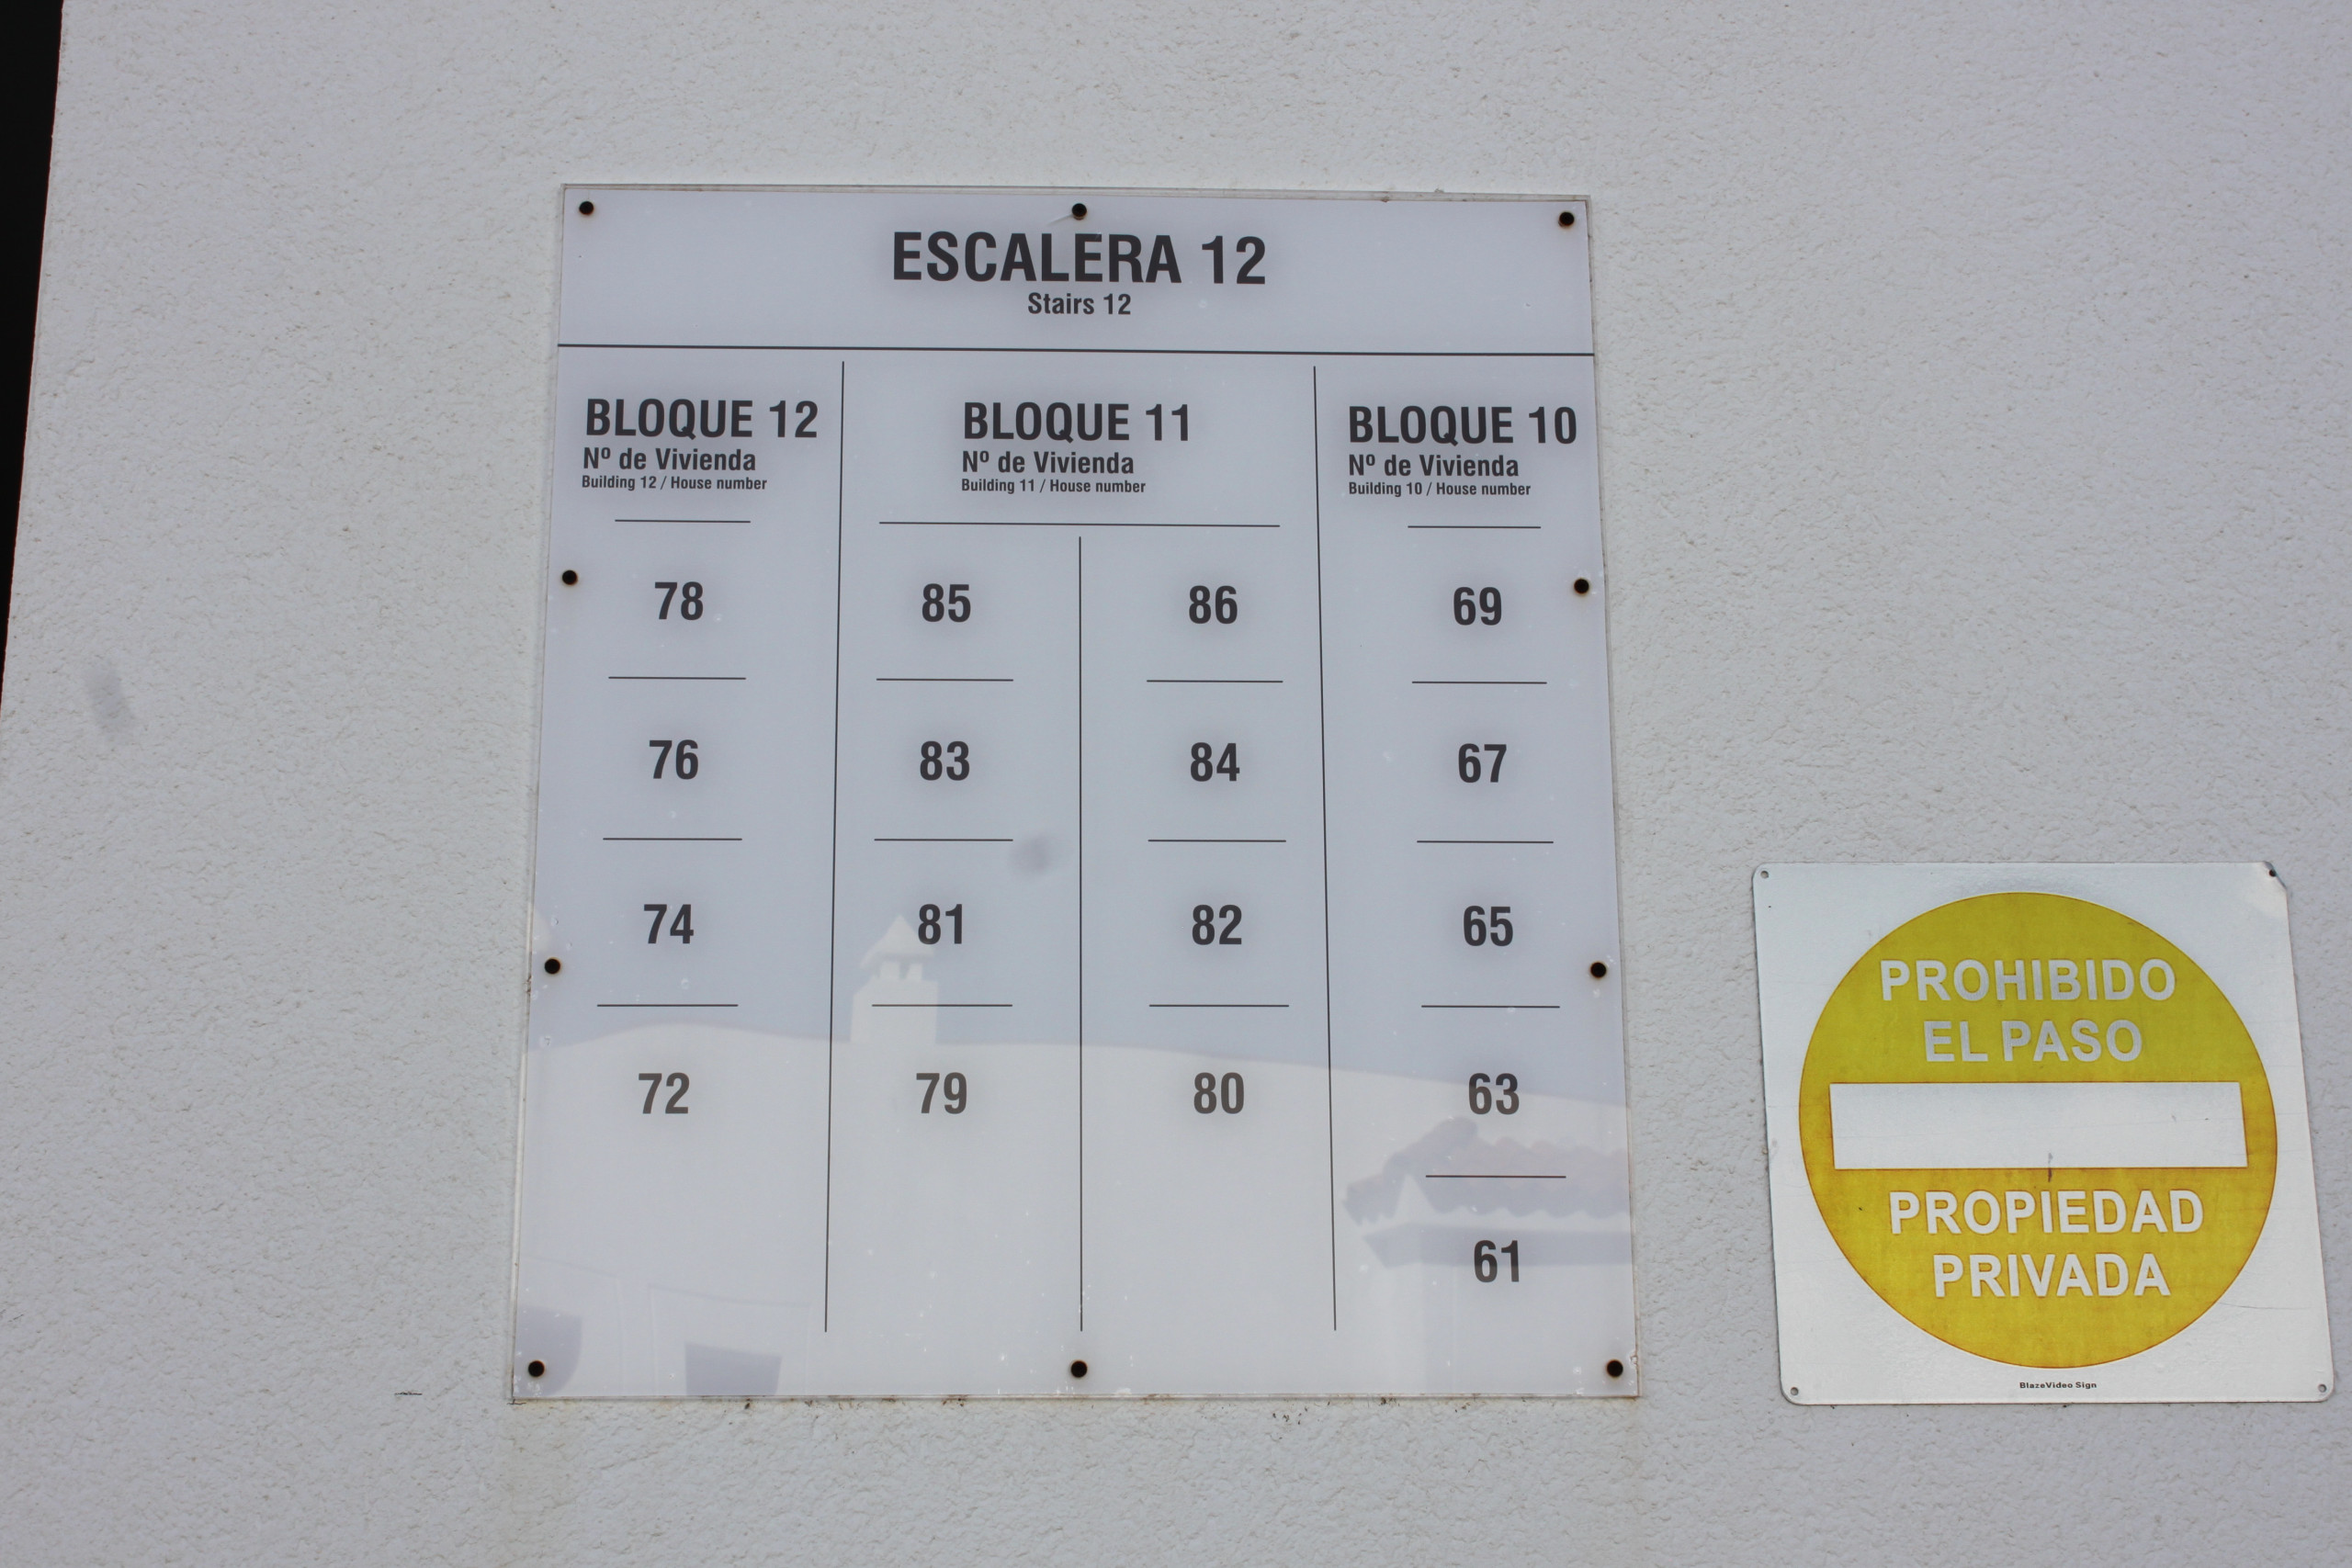 ESCALERA 12
Stairs 12
BLOQUE 12
Nº de Vivienda
Building 12 / House number
78
76
74
72
BLOQUE 11
Nº de Vivienda
Building 11 / House number
85 86
83 84
81 82
79 80
BLOQUE 10
Nº de Vivienda
Building 10 / House number
69
67
65
63
61
PROHIBIDO
EL PASO
PROPIEDAD
PRIVADA
BlazeVideo Sign